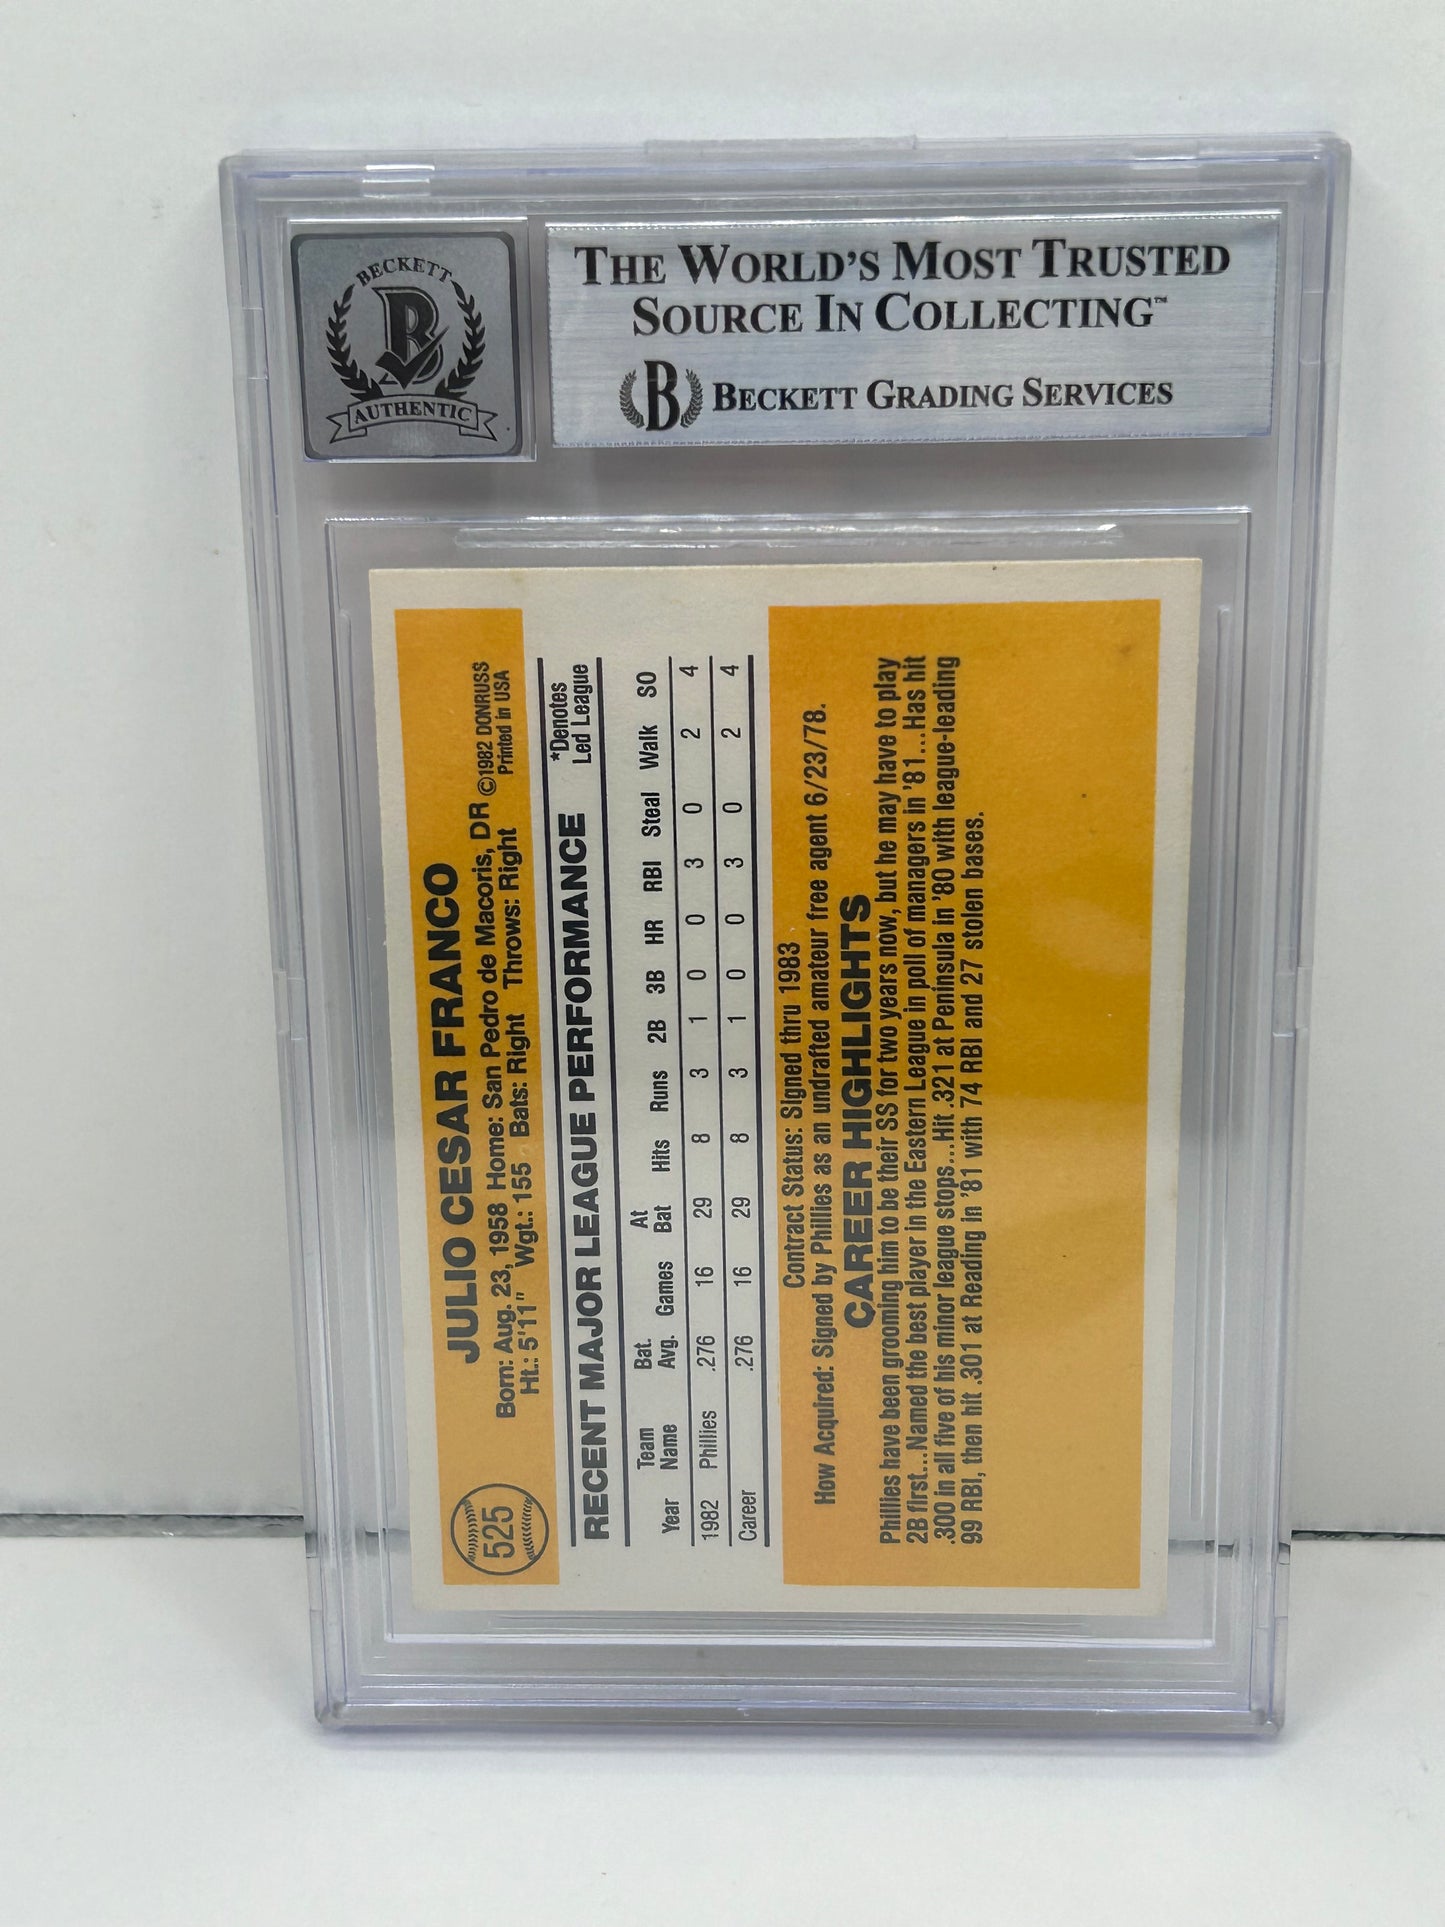 BECKETT
B
AUTHENTIC
THE WORLD'S MOST TRUSTED
SOURCE IN COLLECTING™
B BECKETT GRADING SERVICES
525
JULIO CESAR FRANCO
Born: Aug. 23, 1958 Home: San Pedro de Macoris, DR
Ht.: 5'11" Wgt.: 155 Bats: Right Throws: Right
©1982 DONRUSS
Printed in USA
RECENT MAJOR LEAGUE PERFORMANCE
*Denotes
Led League
Year Team Name Bat. Avg. Games At Bat Hits Runs 2B 3B HR RBI Steal Walk SO
1982 Phillies .276 16 29 8 3 1 0 0 3 0 2 4
Career .276 16 29 8 3 1 0 0 3 0 2 4
Contract Status: Signed thru 1983
How Acquired: Signed by Phillies as an undrafted amateur free agent 6/23/78.
CAREER HIGHLIGHTS
Phillies have been grooming him to be their SS for two years now, but he may have to play
2B first...Named the best player in the Eastern League in poll of managers in '81...Has hit
.300 in all five of his minor league stops...Hit .321 at Peninsula in '80 with league-leading
99 RBI, then hit .301 at Reading in '81 with 74 RBI and 27 stolen bases.